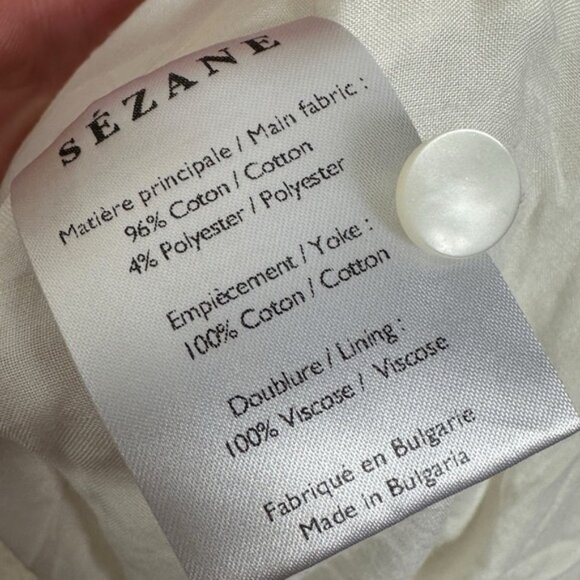 SÉZANE
Matière principale / Main fabric :
96% Coton / Cotton
4% Polyester / Polyester
Empiècement / Yoke :
100% Coton / Cotton
Doublure / Lining :
100% Viscose / Viscose
Fabriqué en Bulgarie
Made in Bulgaria